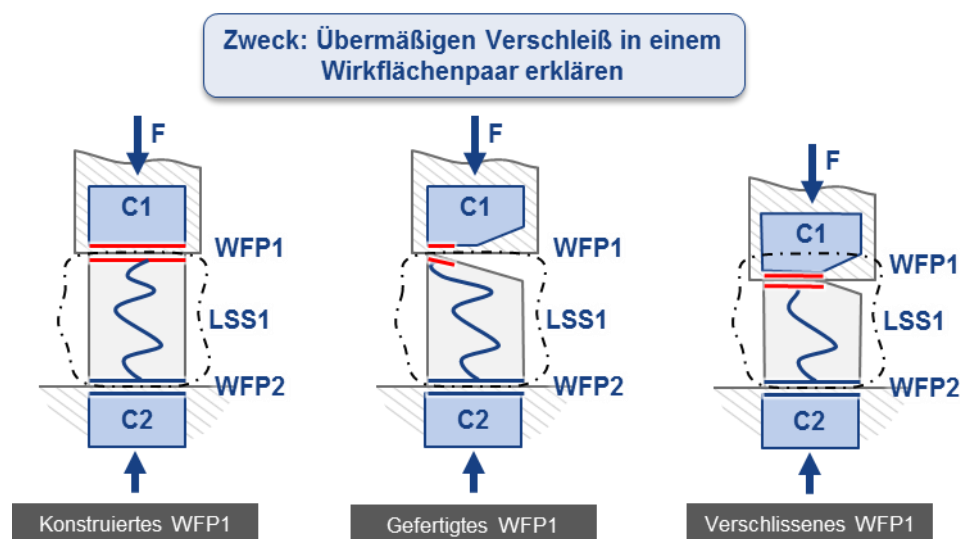 Zweck: Übermäßigen Verschleiß in einem
Wirkflächenpaar erklären
F
C1
WFP1
LSS1
WFP2
C2
Konstruiertes WFP1
F
C1
WFP1
LSS1
WFP2
C2
Gefertigtes WFP1
F
C1
WFP1
LSS1
WFP2
C2
Verschlissenes WFP1